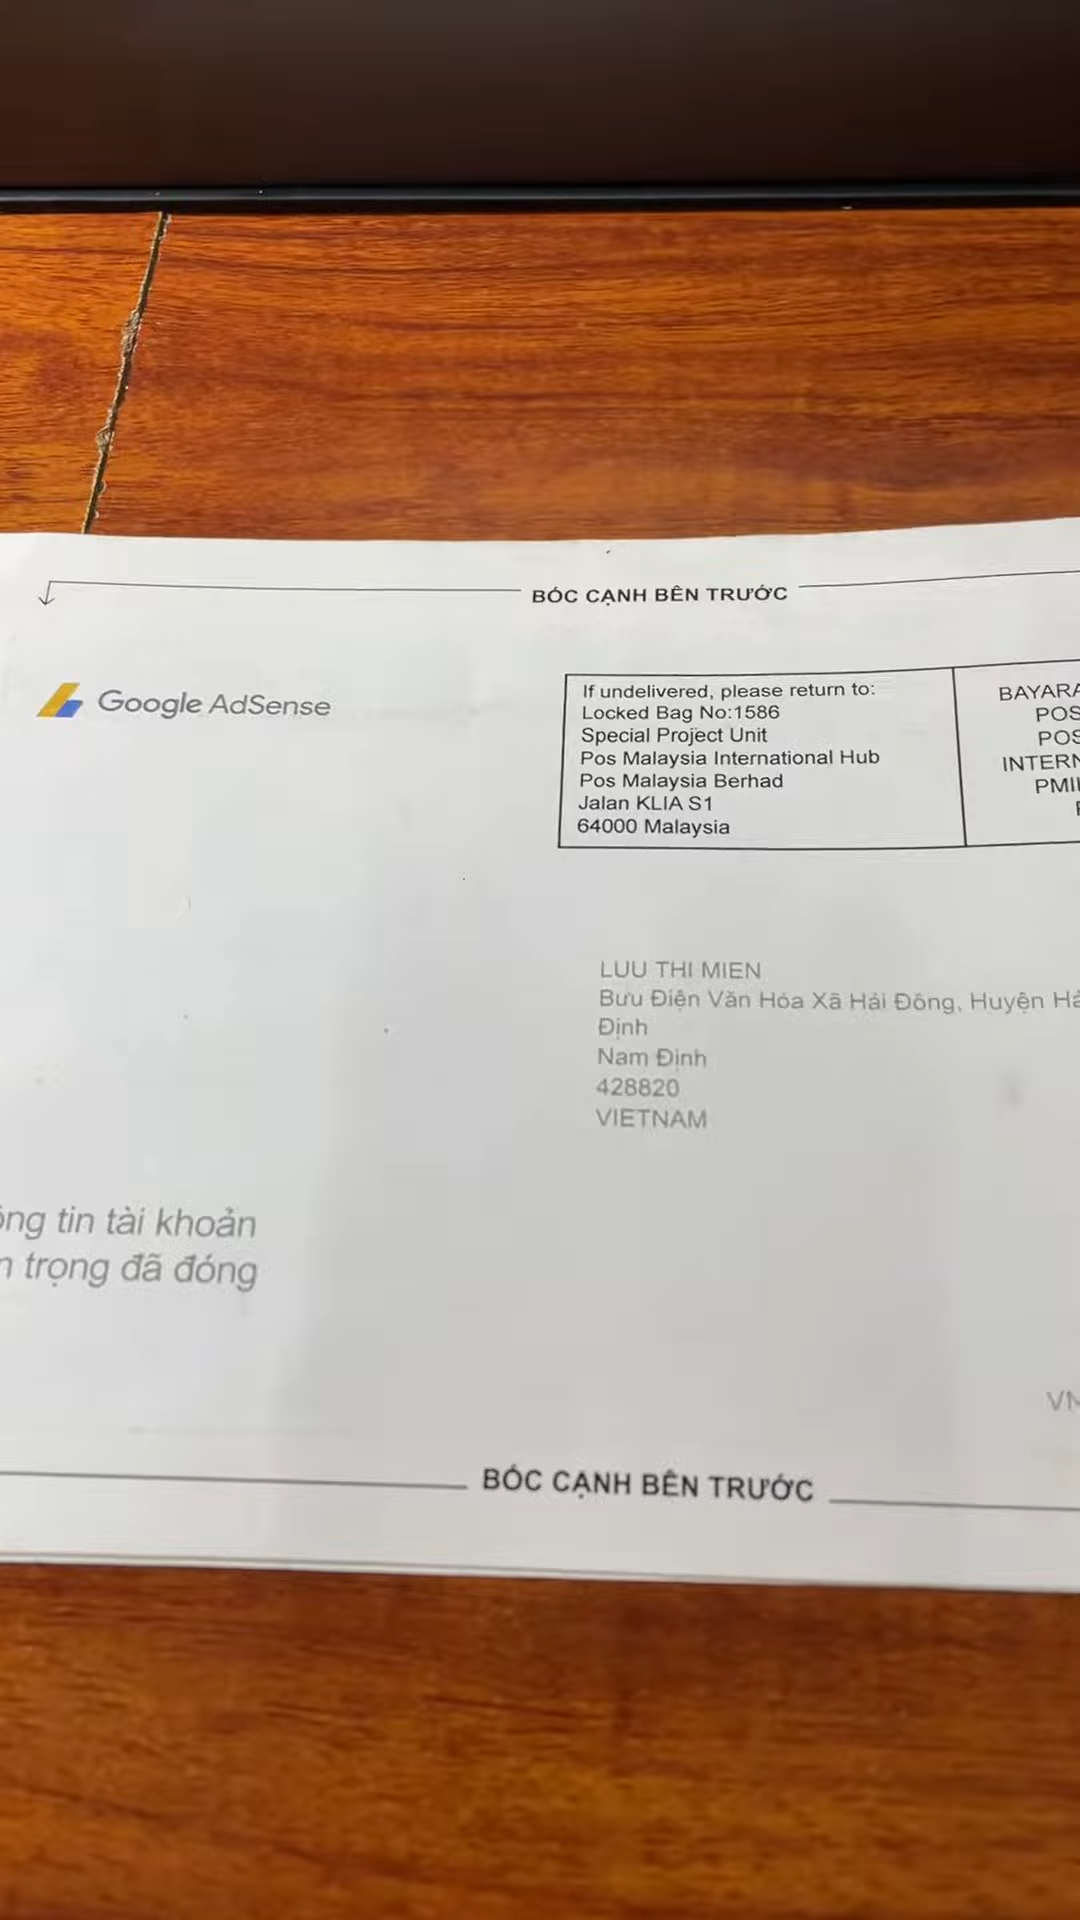 BÓC CẠNH BÊN TRƯỚC
Google AdSense
If undelivered, please return to:
Locked Bag No:1586
Special Project Unit
Pos Malaysia International Hub
Pos Malaysia Berhad
Jalan KLIA S1
64000 Malaysia
LUU THI MIEN
Bưu Điện Văn Hóa Xã Hải Đông, Huyện
Định
Nam Định
428820
VIETNAM
tin tài khoản
trọng đã đóng
BÓC CẠNH BÊN TRƯỚC